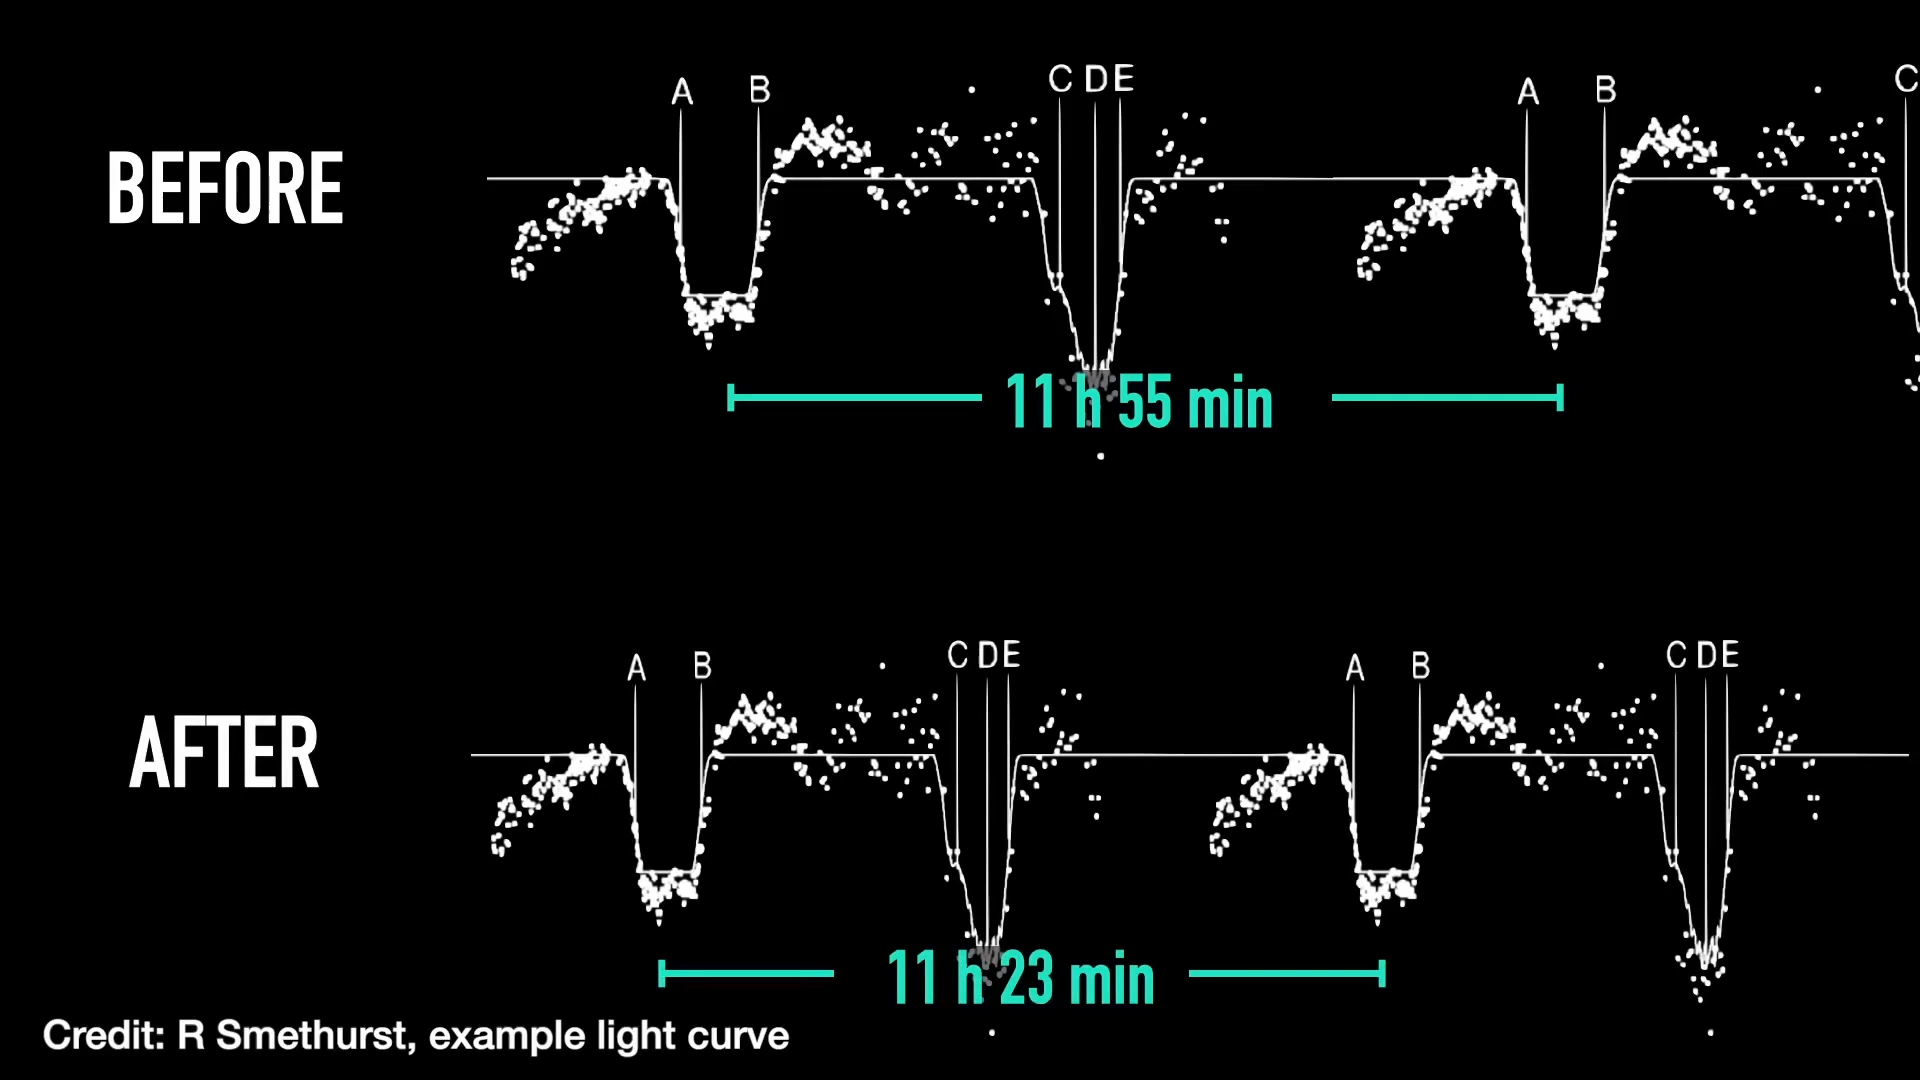 A B C D E A B C
BEFORE
11 h 55 min
A B C D E A B C D E
AFTER
11 h 23 min
Credit: R Smethurst, example light curve